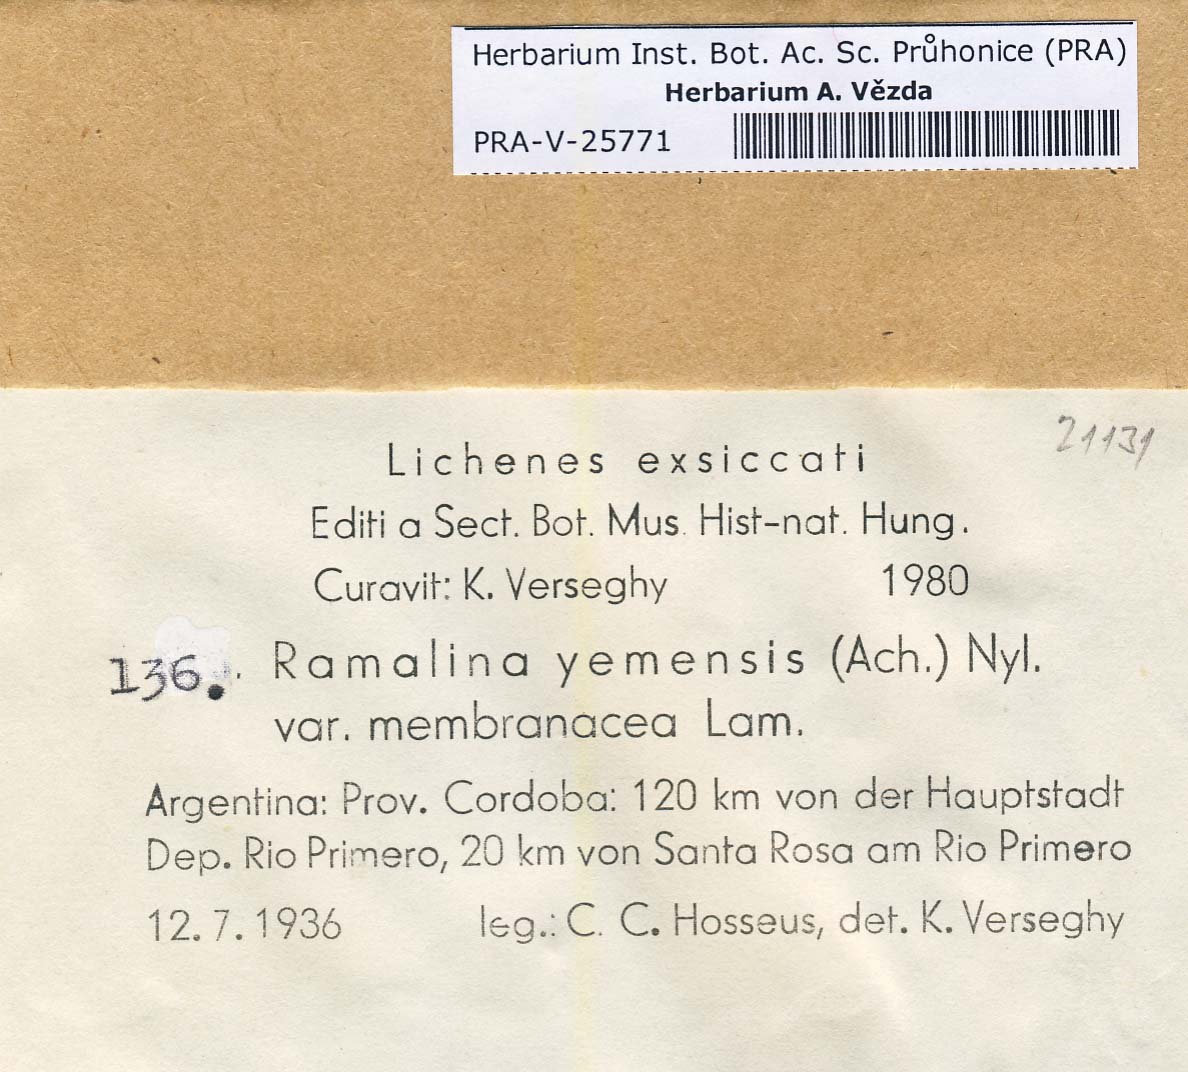 Herbarium Inst. Bot. Ac. Sc. Průhonice (PRA)
Herbarium A. Vězda
PRA-V-25771
21131
Lichenes exsiccati
Editi a Sect. Bot. Mus. Hist-nat. Hung.
Curavit: K. Verseghy 1980
136. Ramalina yemensis (Ach.) Nyl.
var. membranacea Lam.
Argentina: Prov. Cordoba: 120 km von der Hauptstadt
Dep. Rio Primero, 20 km von Santa Rosa am Rio Primero
12. 7. 1936 leg.: C. C. Hosseus, det. K. Verseghy